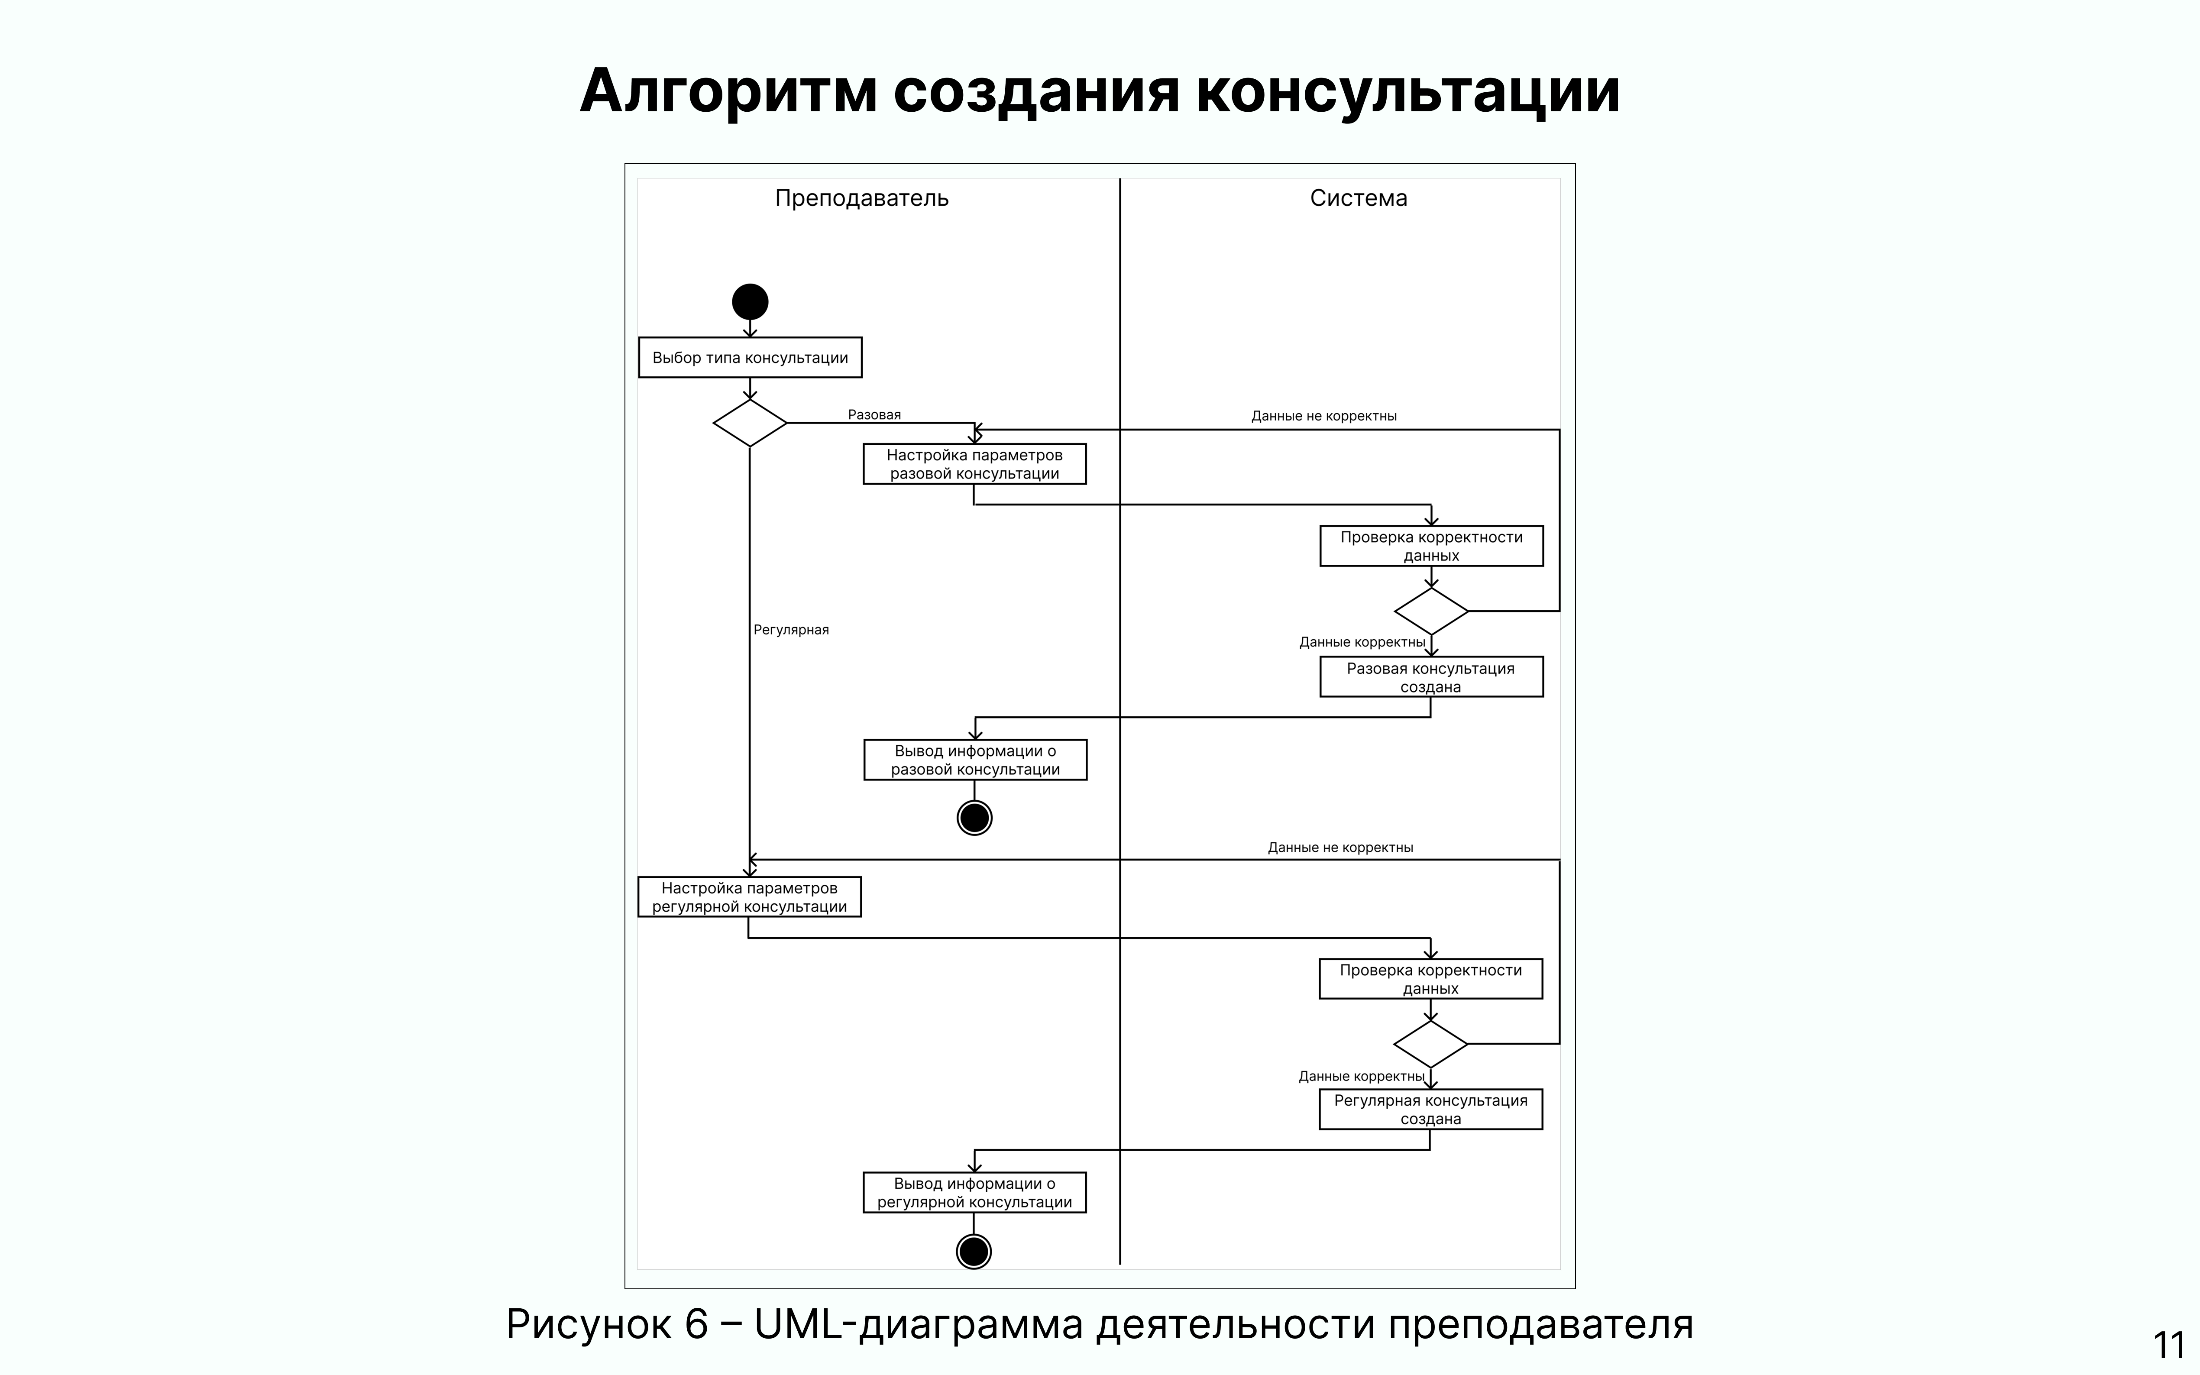 Алгоритм создания консультации
Преподаватель
Система
Выбор типа консультации
Разовая
Данные не корректны
Настройка параметров
разовой консультации
Проверка корректности
данных
Регулярная
Данные корректны
Разовая консультация
создана
Вывод информации о
разовой консультации
Данные не корректны
Настройка параметров
регулярной консультации
Проверка корректности
данных
Данные корректны
Регулярная консультация
создана
Вывод информации о
регулярной консультации
Рисунок 6 – UML-диаграмма деятельности преподавателя
11